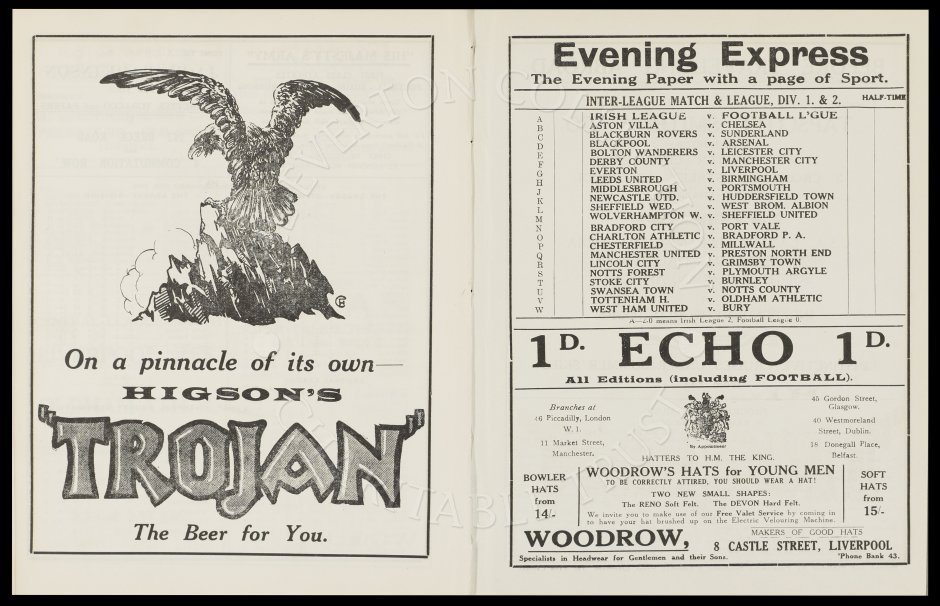 On a pinnacle of its own—
HIGSON'S
"TROJAN"
The Beer for You.
Evening Express
The Evening Paper with a page of Sport.
INTER-LEAGUE MATCH & LEAGUE, DIV. 1. & 2. HALF-TIME
A IRISH LEAGUE v. FOOTBALL L'GUE
B ASTON VILLA v. CHELSEA
C BLACKBURN ROVERS v. SUNDERLAND
D BLACKPOOL v. ARSENAL
E BOLTON WANDERERS v. LEICESTER CITY
F DERBY COUNTY v. MANCHESTER CITY
G EVERTON v. LIVERPOOL
H LEEDS UNITED v. BIRMINGHAM
J MIDDLESBROUGH v. PORTSMOUTH
K NEWCASTLE UTD. v. HUDDERSFIELD TOWN
L SHEFFIELD WED. v. WEST BROM. ALBION
M WOLVERHAMPTON W. v. SHEFFIELD UNITED
N BRADFORD CITY v. PORT VALE
O CHARLTON ATHLETIC v. BRADFORD P. A.
P CHESTERFIELD v. MILLWALL
Q MANCHESTER UNITED v. PRESTON NORTH END
R LINCOLN CITY v. GRIMSBY TOWN
S NOTTS FOREST v. PLYMOUTH ARGYLE
T STOKE CITY v. BURNLEY
U SWANSEA TOWN v. NOTTS COUNTY
V TOTTENHAM H. v. OLDHAM ATHLETIC
W WEST HAM UNITED v. BURY
A—2-0 means Irish League 2, Football League 0.
1D. ECHO 1D.
All Editions (including FOOTBALL).
Branches at
46 Piccadilly, London
W. 1.
11 Market Street,
Manchester.
By Appointment
45 Gordon Street,
Glasgow.
40 Westmoreland
Street, Dublin.
18 Donegall Place,
Belfast.
HATTERS TO H.M. THE KING.
BOWLER
HATS
from
14/-
WOODROW'S HATS for YOUNG MEN
TO BE CORRECTLY ATTIRED, YOU SHOULD WEAR A HAT!
TWO NEW SMALL SHAPES:
The RENO Soft Felt. The DEVON Hard Felt.
We invite you to make use of our Free Valet Service by coming in
to have your hat brushed up on the Electric Velouring Machine.
SOFT
HATS
from
15/-
WOODROW,
MAKERS OF GOOD HATS
8 CASTLE STREET, LIVERPOOL
Specialists in Headwear for Gentlemen and their Sons. 'Phone Bank 43.